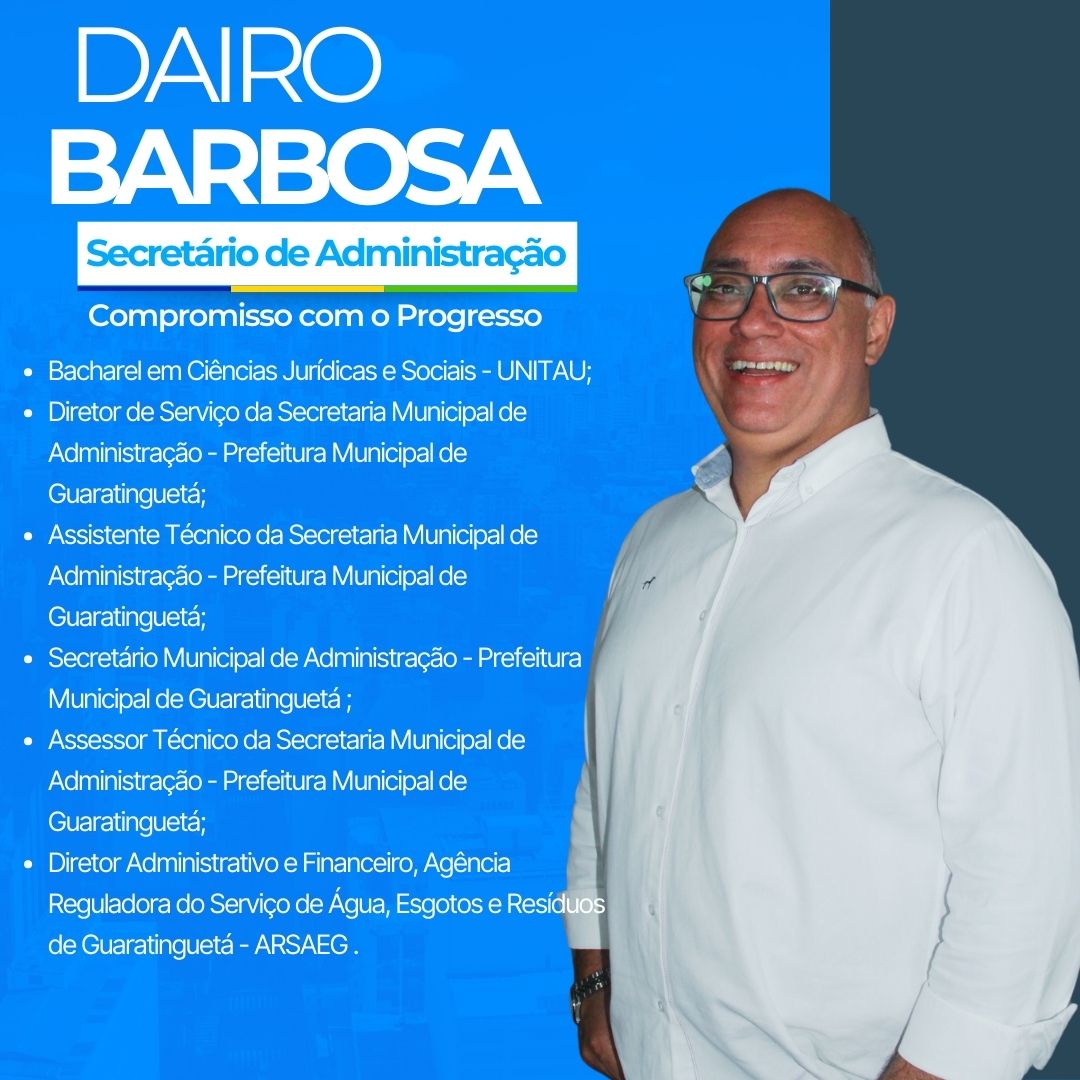 DAIRO
BARBOSA
Secretário de Administração
Compromisso com o Progresso
• Bacharel em Ciências Jurídicas e Sociais - UNITAU;
• Diretor de Serviço da Secretaria Municipal de
Administração - Prefeitura Municipal de
Guaratinguetá;
• Assistente Técnico da Secretaria Municipal de
Administração - Prefeitura Municipal de
Guaratinguetá;
• Secretário Municipal de Administração - Prefeitura
Municipal de Guaratinguetá ;
• Assessor Técnico da Secretaria Municipal de
Administração - Prefeitura Municipal de
Guaratinguetá;
• Diretor Administrativo e Financeiro, Agência
Reguladora do Serviço de Água, Esgotos e Resíduos
de Guaratinguetá - ARSAEG .